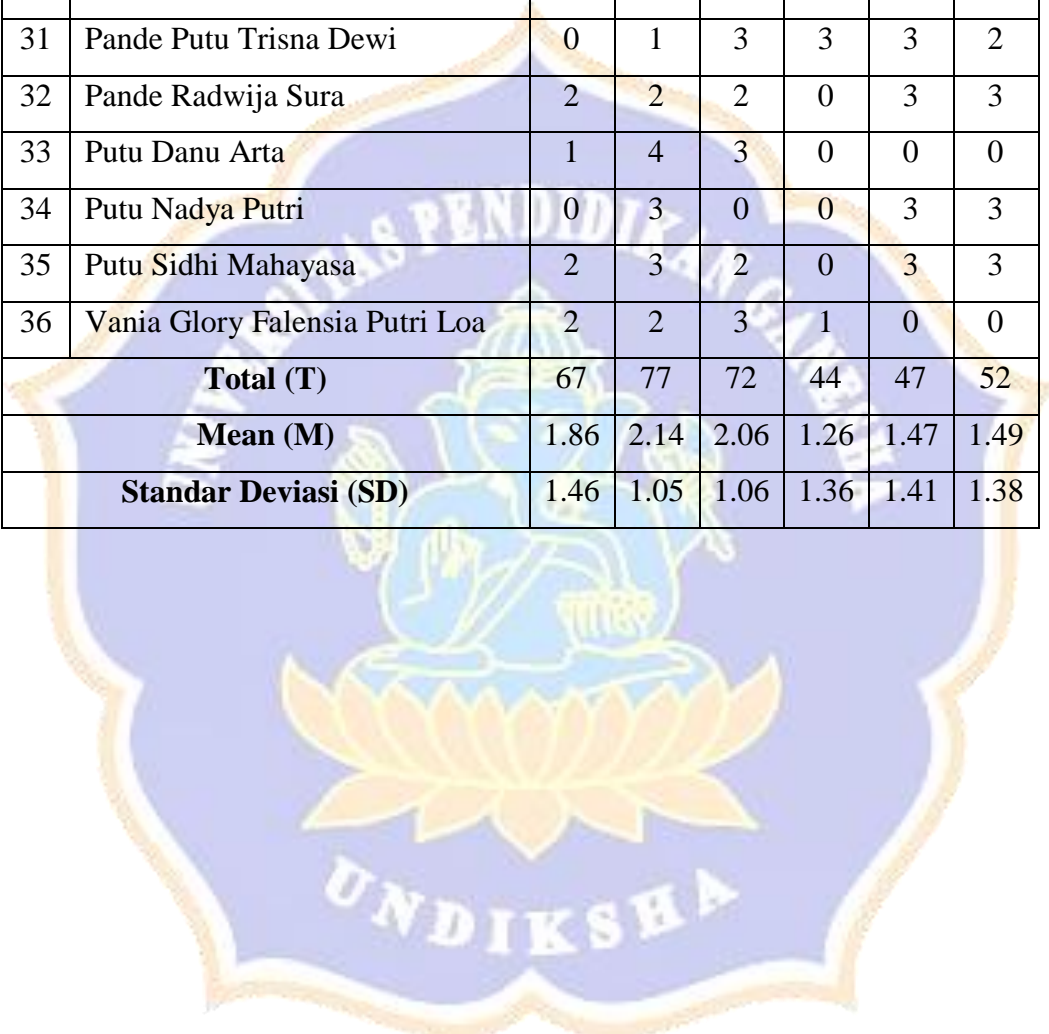 31 Pande Putu Trisna Dewi 0 1 3 3 3 2
32 Pande Radwija Sura 2 2 2 0 3 3
33 Putu Danu Arta 1 4 3 0 0 0
34 Putu Nadya Putri 0 3 0 0 3 3
35 Putu Sidhi Mahayasa 2 3 2 0 3 3
36 Vania Glory Falensia Putri Loa 2 2 3 1 0 0
Total (T) 67 77 72 44 47 52
Mean (M) 1.86 2.14 2.06 1.26 1.47 1.49
Standar Deviasi (SD) 1.46 1.05 1.06 1.36 1.41 1.38
UNIVERSITAS PENDIDIKAN GANESHA
UNDIKSHA